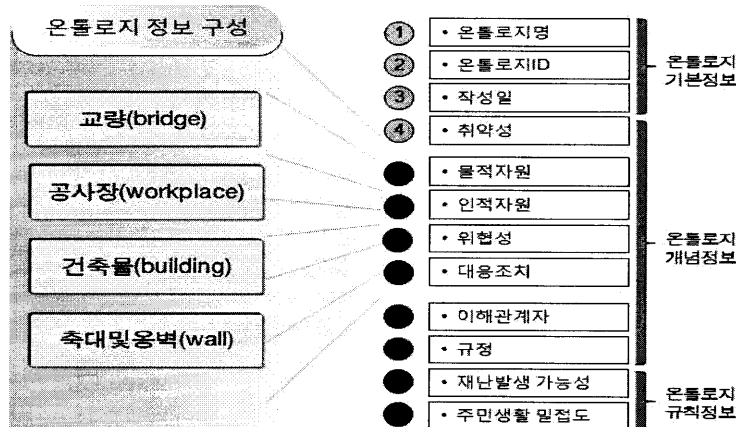 온톨로지 정보 구성
교량(bridge)
공사장(workplace)
건축물(building)
축대및옹벽(wall)
1 • 온톨로지명
2 • 온톨로지ID
3 • 작성일
4 • 취약성
• 물적자원
• 인적자원
• 위협성
• 대응조치
• 이해관계자
• 규정
• 재난발생 가능성
• 주민생활 밀접도
온톨로지
기본정보
온톨로지
개념정보
온톨로지
규칙정보